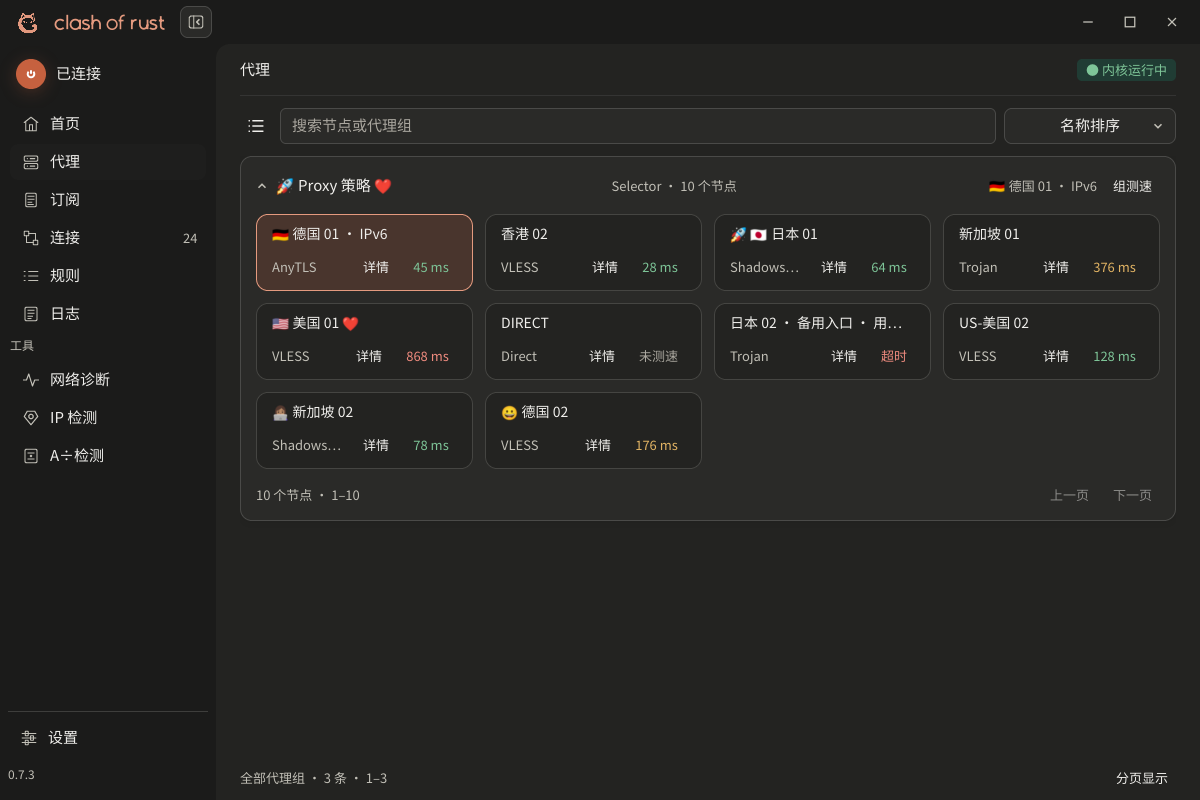 clash of rust
已连接
首页
代理
订阅
连接 24
规则
日志
工具
网络诊断
IP 检测
A÷检测
设置
0.7.3
代理
内核运行中
搜索节点或代理组
名称排序
🚀 Proxy 策略 ❤️ Selector · 10 个节点 🇩🇪 德国 01 · IPv6 组测速
🇩🇪 德国 01 · IPv6
AnyTLS 详情 45 ms
香港 02
VLESS 详情 28 ms
🚀 🇯🇵 日本 01
Shadows… 详情 64 ms
新加坡 01
Trojan 详情 376 ms
🇺🇸 美国 01 ❤️
VLESS 详情 868 ms
DIRECT
Direct 详情 未测速
日本 02 · 备用入口 · 用…
Trojan 详情 超时
US-美国 02
VLESS 详情 128 ms
新加坡 02
Shadows… 详情 78 ms
😀 德国 02
VLESS 详情 176 ms
10 个节点 · 1–10 上一页 下一页
全部代理组 · 3 条 · 1–3 分页显示